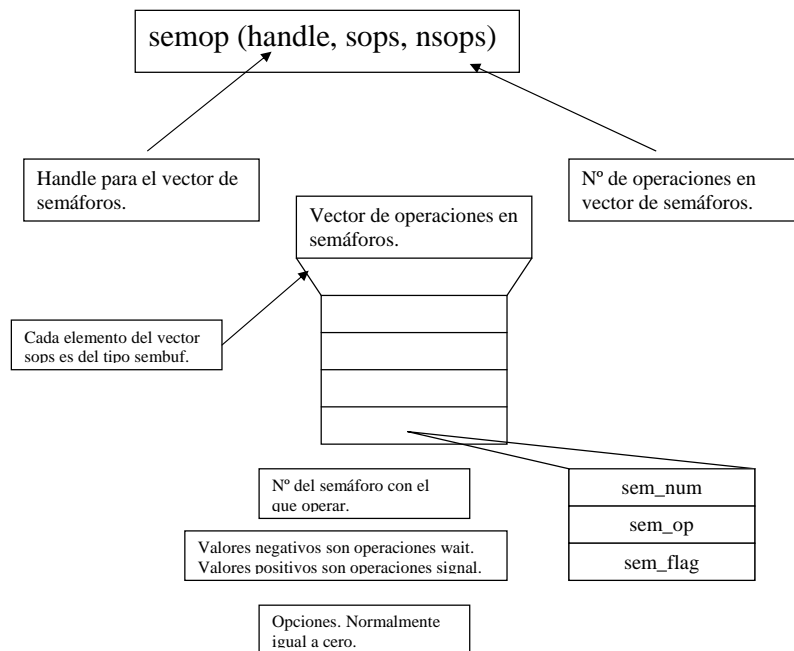 semop (handle, sops, nsops)
Handle para el vector de
semáforos.
Nº de operaciones en
vector de semáforos.
Vector de operaciones en
semáforos.
Cada elemento del vector
sops es del tipo sembuf.
Nº del semáforo con el
que operar.
sem_num
sem_op
sem_flag
Valores negativos son operaciones wait.
Valores positivos son operaciones signal.
Opciones. Normalmente
igual a cero.